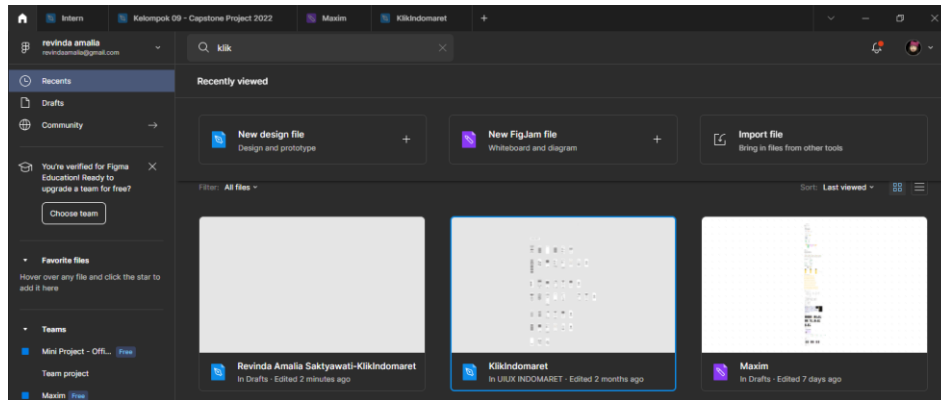 Intern
Kelompok 09 - Capstone Project 2022
Maxim
KlikIndomaret
revinda amalia
revindaamalia@gmail.com
klik
Recents
Drafts
Community
You're verified for Figma
Education! Ready to
upgrade a team for free?
Choose team
Favorite files
Hover over any file and click the star to
add it here
Teams
Mini Project - Offi... Free
Team project
Maxim Free
Recently viewed
New design file
Design and prototype
New FigJam file
Whiteboard and diagram
Import file
Bring in files from other tools
Filter: All files
Sort: Last viewed
Revinda Amalia Saktyawati-KlikIndomaret
In Drafts · Edited 2 minutes ago
KlikIndomaret
In UIUX INDOMARET · Edited 2 months ago
Maxim
In Drafts · Edited 7 days ago